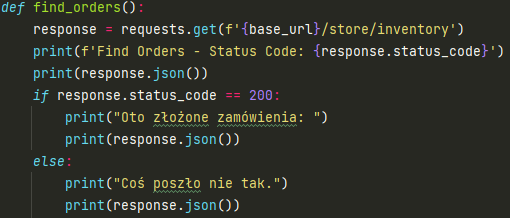 def find_orders():
    response = requests.get(f'{base_url}/store/inventory')
    print(f'Find Orders - Status Code: {response.status_code}')
    print(response.json())
    if response.status_code == 200:
        print("Oto złożone zamówienia: ")
        print(response.json())
    else:
        print("Coś poszło nie tak.")
        print(response.json())